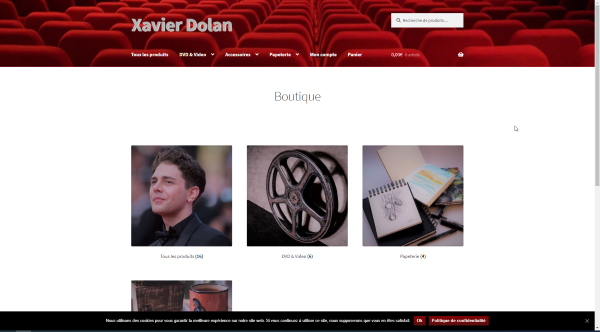 Xavier Dolan
Recherche de produits…
Tous les produits DVD & Video Accessoires Papeterie Mon compte Panier 0,00€ 0 article
Boutique
Tous les produits (16) DVD & Video (6) Papeterie (4)
Nous utilisons des cookies pour vous garantir la meilleure expérience sur notre site web. Si vous continuez à utiliser ce site, nous supposerons que vous en êtes satisfait. Ok Politique de confidentialité